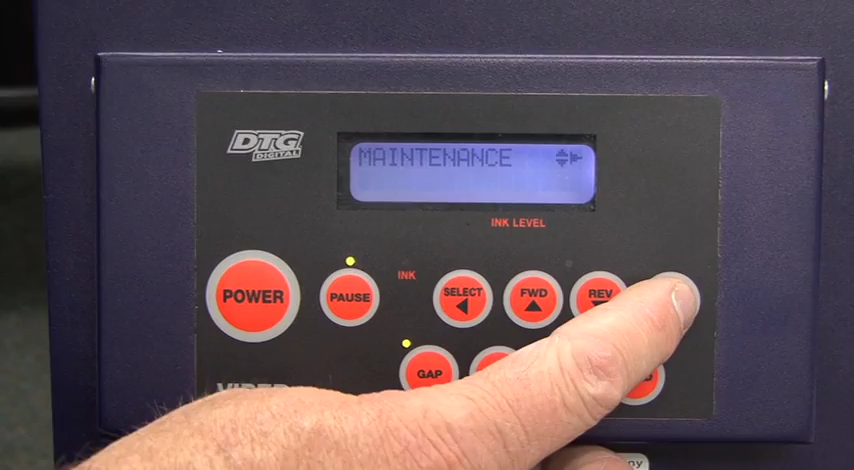 DTG
DIGITAL
MAINTENANCE
INK LEVEL
POWER
PAUSE
INK
SELECT
FWD
REV
GAP